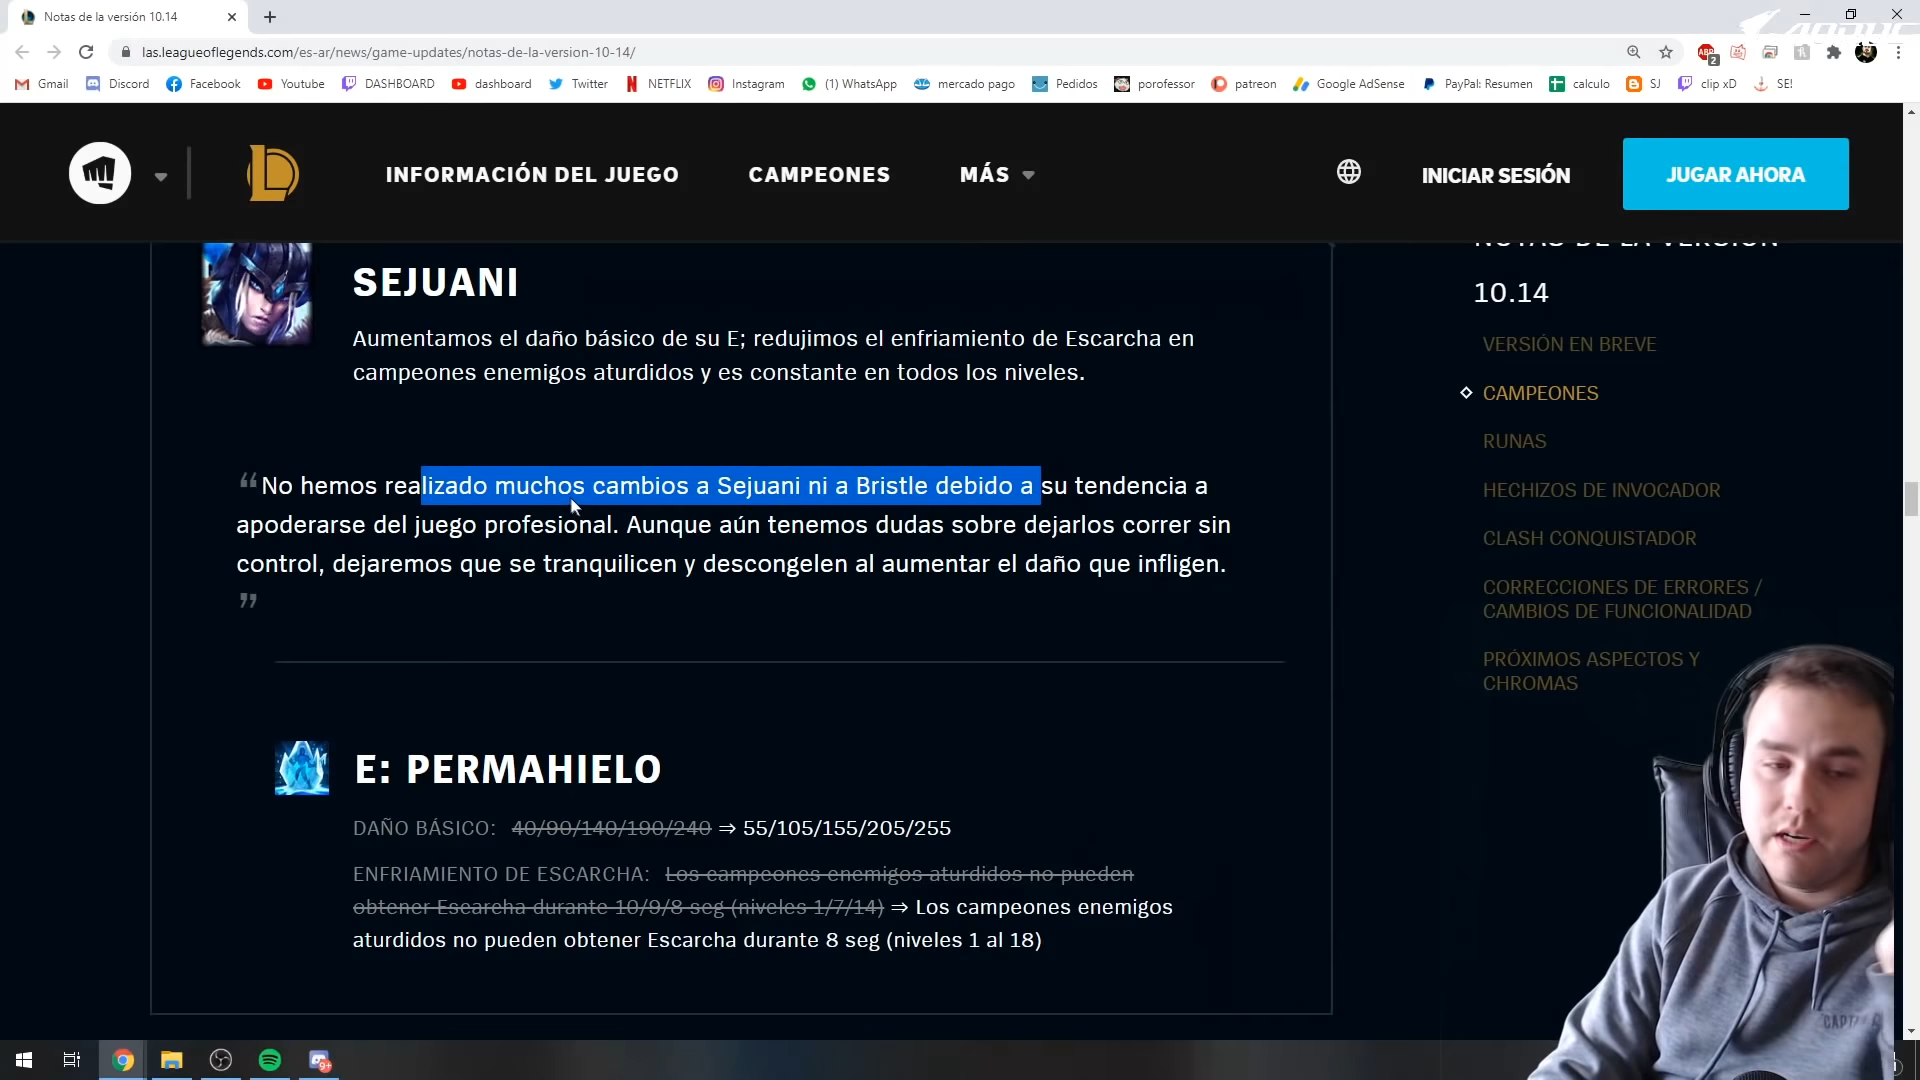 Notas de la versión 10.14
las.leagueoflegends.com/es-ar/news/game-updates/notas-de-la-version-10-14/
ABP
2
Gmail
Discord
Facebook
Youtube
DASHBOARD
dashboard
Twitter
NETFLIX
Instagram
(1) WhatsApp
mercado pago
Pedidos
porofessor
patreon
Google AdSense
PayPal: Resumen
calculo
SJ
clip xD
SE!
INFORMACIÓN DEL JUEGO
CAMPEONES
MÁS
INICIAR SESIÓN
JUGAR AHORA
SEJUANI
Aumentamos el daño básico de su E; redujimos el enfriamiento de Escarcha en
campeones enemigos aturdidos y es constante en todos los niveles.
“No hemos realizado muchos cambios a Sejuani ni a Bristle debido a su tendencia a
apoderarse del juego profesional. Aunque aún tenemos dudas sobre dejarlos correr sin
control, dejaremos que se tranquilicen y descongelen al aumentar el daño que infligen.
”
E: PERMAHIELO
DAÑO BÁSICO: 40/90/140/190/240 ⇒ 55/105/155/205/255
ENFRIAMIENTO DE ESCARCHA: Los campeones enemigos aturdidos no pueden
obtener Escarcha durante 10/9/8 seg (niveles 1/7/14) ⇒ Los campeones enemigos
aturdidos no pueden obtener Escarcha durante 8 seg (niveles 1 al 18)
NOTAS DE LA VERSIÓN
10.14
VERSIÓN EN BREVE
CAMPEONES
RUNAS
HECHIZOS DE INVOCADOR
CLASH CONQUISTADOR
CORRECCIONES DE ERRORES /
CAMBIOS DE FUNCIONALIDAD
PRÓXIMOS ASPECTOS Y
CHROMAS
9+